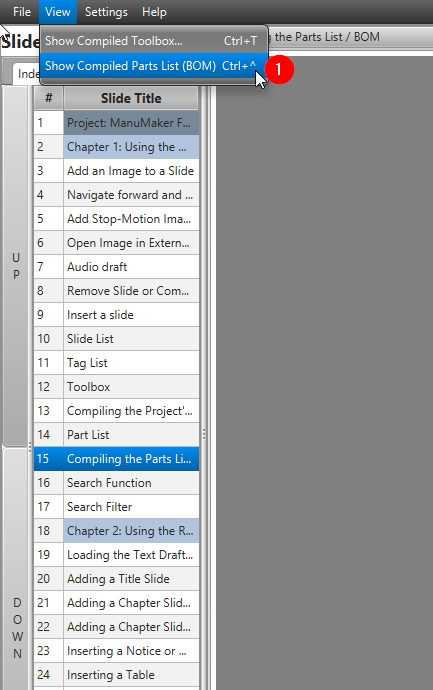 File View Settings Help
Slide
Show Compiled Toolbox... Ctrl+T
g the Parts List / BOM
Show Compiled Parts List (BOM) Ctrl+^
1
Inde
# Slide Title
1 Project: ManuMaker F...
2 Chapter 1: Using the ...
3 Add an Image to a Slide
4 Navigate forward and ...
5 Add Stop-Motion Ima...
6 Open Image in Extern...
7 Audio draft
8 Remove Slide or Com...
9 Insert a slide
10 Slide List
11 Tag List
12 Toolbox
13 Compiling the Project'...
14 Part List
15 Compiling the Parts Li...
16 Search Function
17 Search Filter
18 Chapter 2: Using the R...
19 Loading the Text Draft...
20 Adding a Title Slide
21 Adding a Chapter Slid...
22 Adding a Chapter Slid...
23 Inserting a Notice or ...
24 Inserting a Table
U
P
D
O
W
N